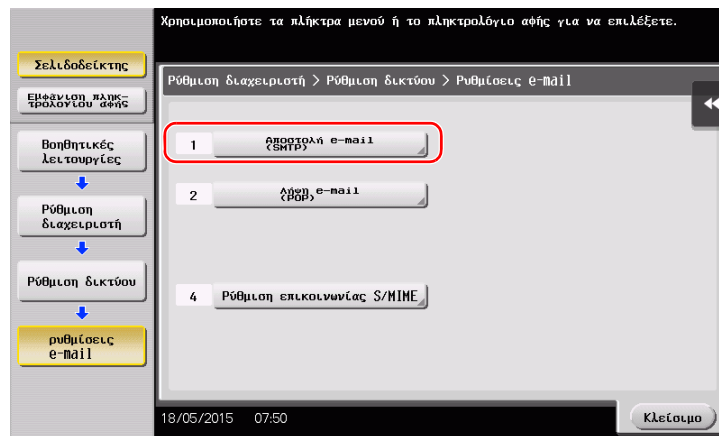 Χρησιμοποιήστε τα πλήκτρα μενού ή το πληκτρολόγιο αφής για να επιλέξετε.
Σελιδοδείκτης
Εμφάνιση πληκ-
τρολογίου αφής
Βοηθητικές
λειτουργίες
Ρύθμιση
διαχειριστή
Ρύθμιση δικτύου
ρυθμίσεις
e-mail
Ρύθμιση διαχειριστή > Ρύθμιση δικτύου > Ρυθμίσεις e-mail
1 Αποστολή e-mail
(SMTP)
2 Λήψη e-mail
(POP)
4 Ρύθμιση επικοινωνίας S/MIME
18/05/2015 07:50
Κλείσιμο